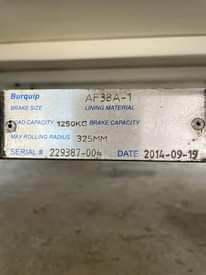 Burquip AF38A-1
BRAKE SIZE LINING MATERIAL
LOAD CAPACITY 1250KG BRAKE CAPACITY
MAX ROLLING RADIUS 325MM
SERIAL # 229387-004 DATE 2014-09-19